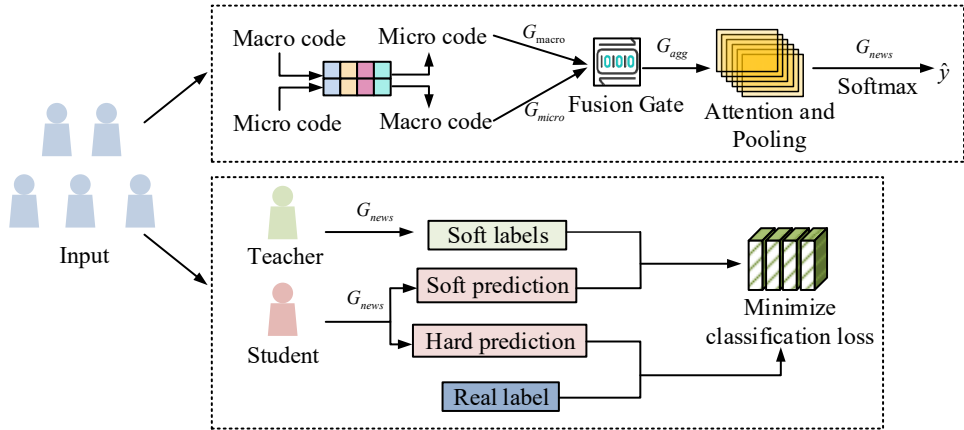 Macro code
Micro code
Micro code
Macro code
G_macro
G_micro
101010
Fusion Gate
G_agg
Attention and
Pooling
G_news
Softmax
ŷ
Input
Teacher
G_news
Soft labels
Student
G_news
Soft prediction
Hard prediction
Real label
Minimize
classification loss